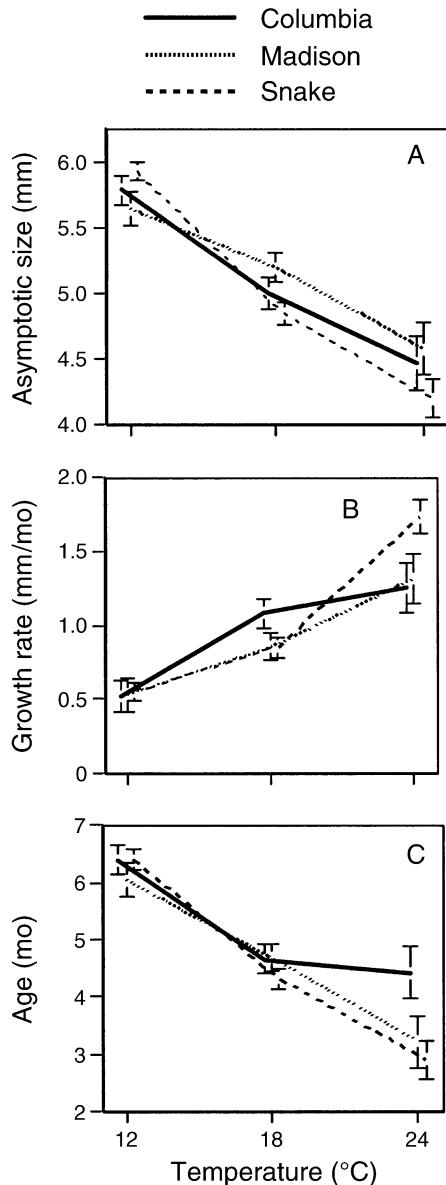 Columbia
Madison
Snake
A
Asymptotic size (mm)
6.0
5.5
5.0
4.5
4.0
B
Growth rate (mm/mo)
2.0
1.5
1.0
0.5
0
C
Age (mo)
7
6
5
4
3
2
12 18 24
Temperature (°C)